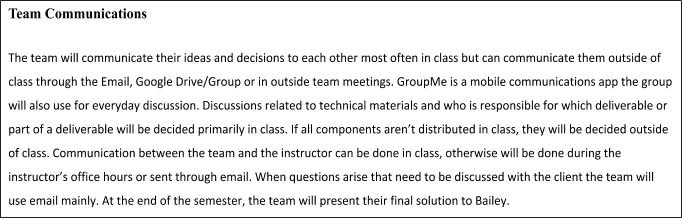 Team Communications
The team will communicate their ideas and decisions to each other most often in class but can communicate them outside of
class through the Email, Google Drive/Group or in outside team meetings. GroupMe is a mobile communications app the group
will also use for everyday discussion. Discussions related to technical materials and who is responsible for which deliverable or
part of a deliverable will be decided primarily in class. If all components aren't distributed in class, they will be decided outside
of class. Communication between the team and the instructor can be done in class, otherwise will be done during the
instructor's office hours or sent through email. When questions arise that need to be discussed with the client the team will
use email mainly. At the end of the semester, the team will present their final solution to Bailey.